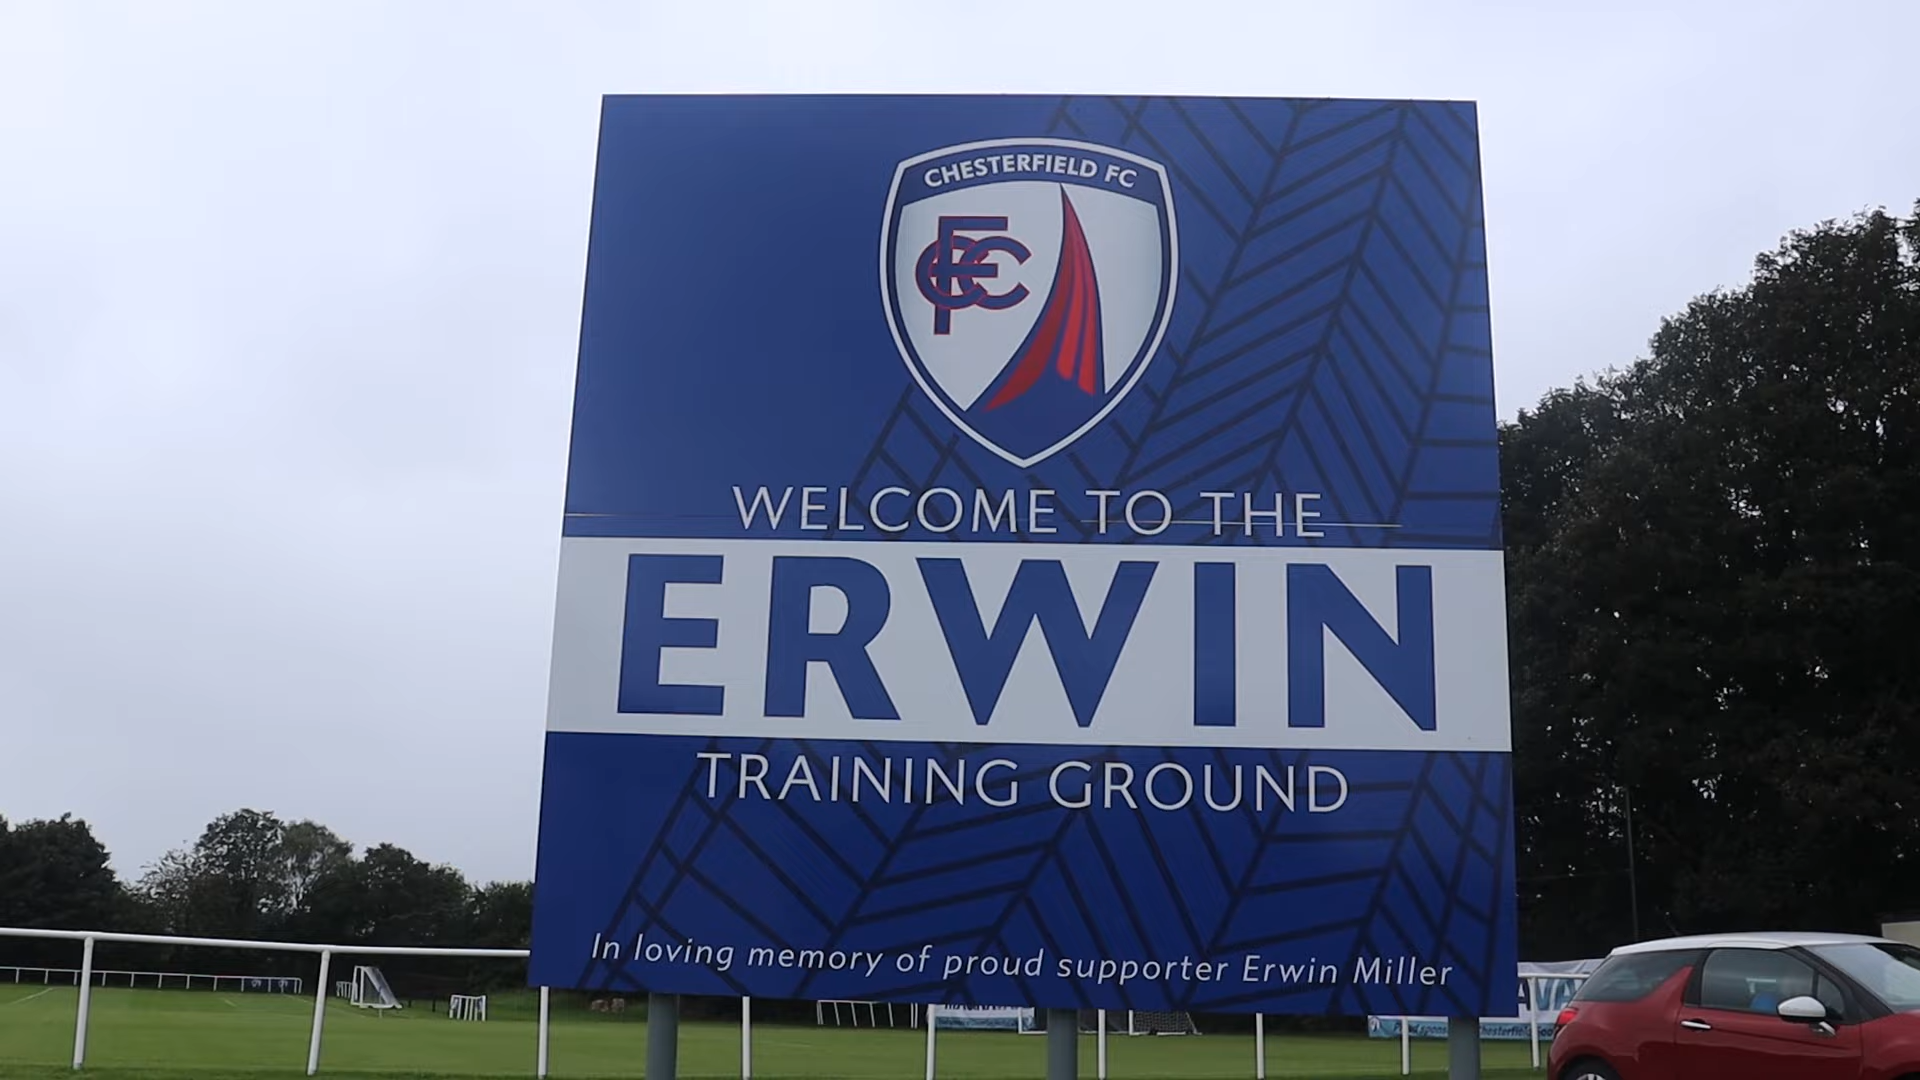 CHESTERFIELD FC
CFC
WELCOME TO THE
ERWIN
TRAINING GROUND
In loving memory of proud supporter Erwin Miller